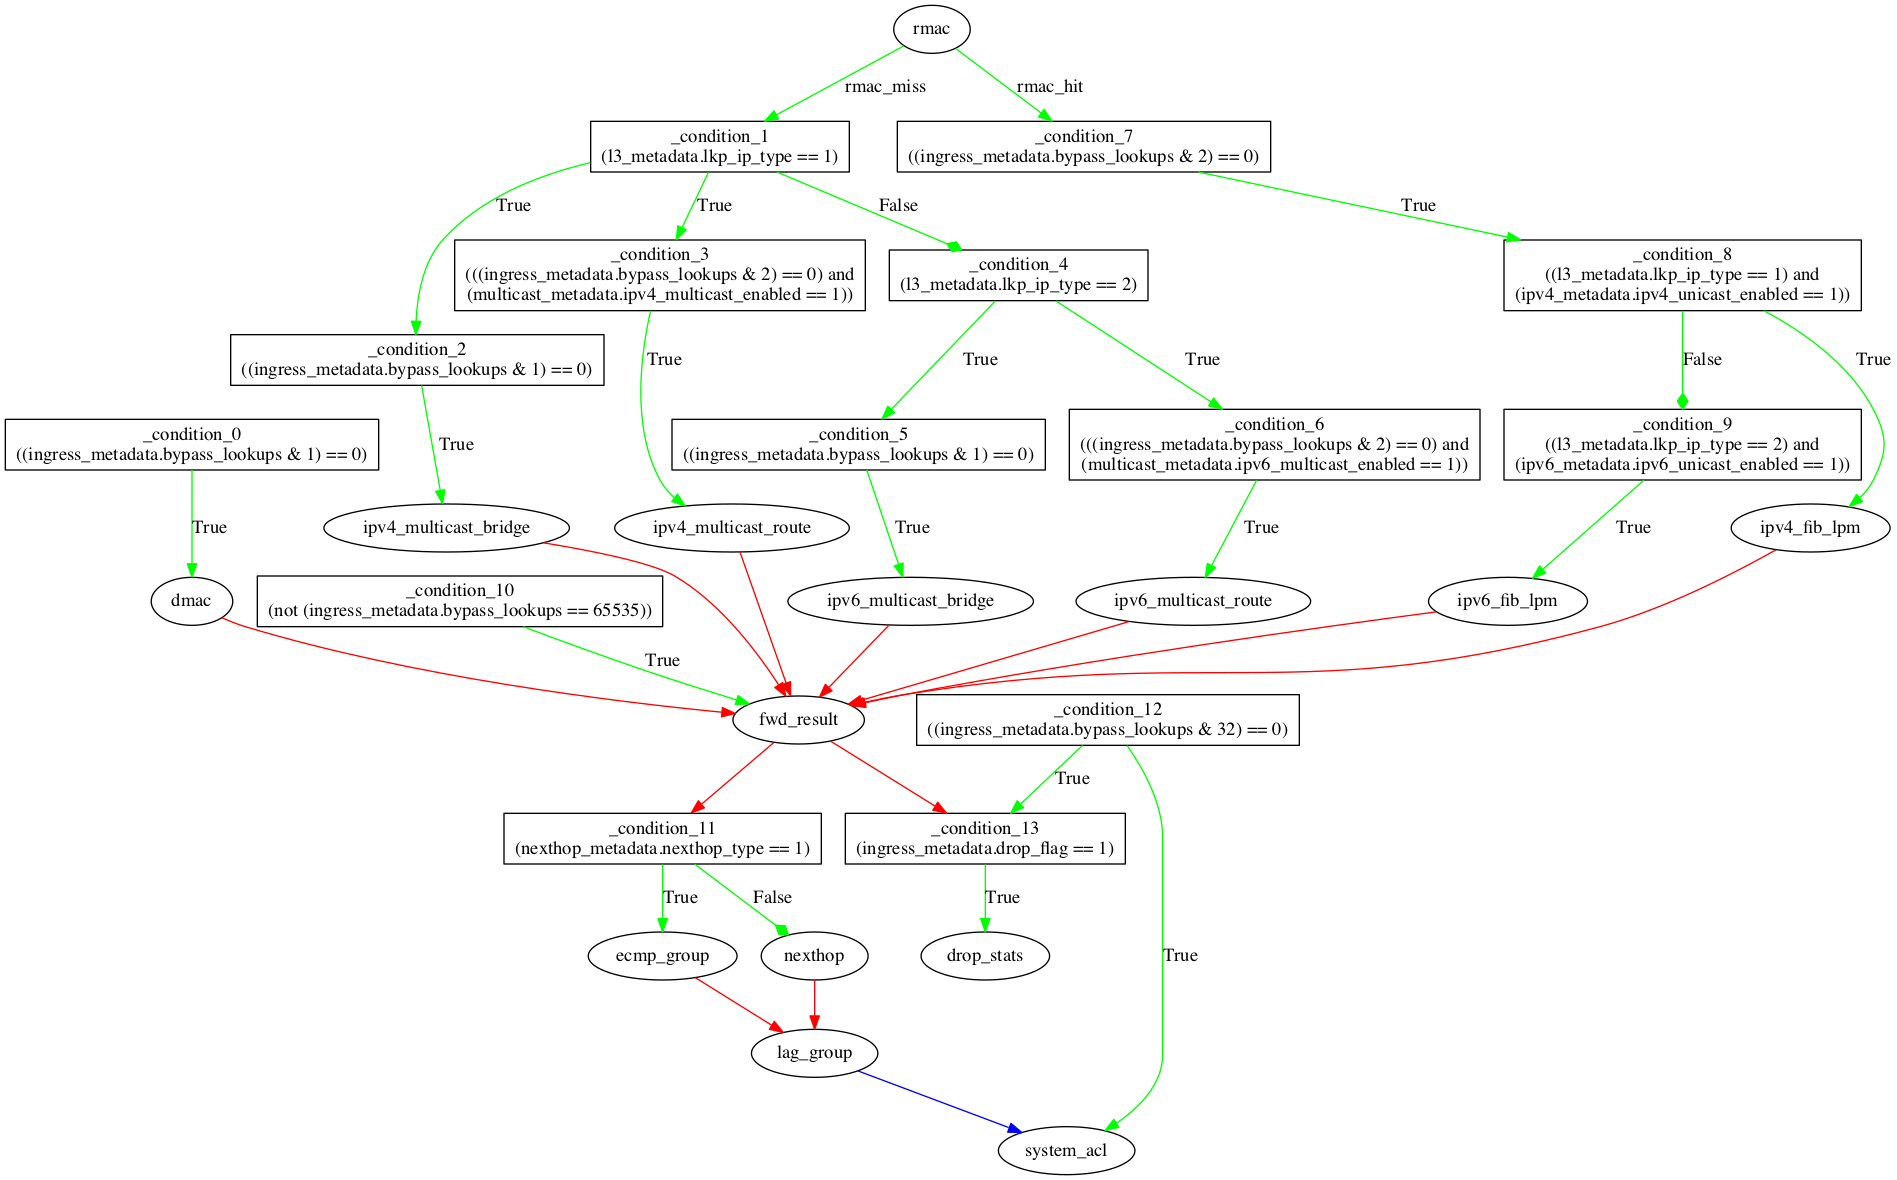 rmac
rmac_miss
rmac_hit
_condition_1
(l3_metadata.lkp_ip_type == 1)
_condition_7
((ingress_metadata.bypass_lookups & 2) == 0)
True
True
False
True
_condition_3
(((ingress_metadata.bypass_lookups & 2) == 0) and
(multicast_metadata.ipv4_multicast_enabled == 1))
_condition_4
(l3_metadata.lkp_ip_type == 2)
_condition_8
((l3_metadata.lkp_ip_type == 1) and
(ipv4_metadata.ipv4_unicast_enabled == 1))
_condition_2
((ingress_metadata.bypass_lookups & 1) == 0)
True
True
True
False
True
_condition_0
((ingress_metadata.bypass_lookups & 1) == 0)
True
_condition_5
((ingress_metadata.bypass_lookups & 1) == 0)
_condition_6
(((ingress_metadata.bypass_lookups & 2) == 0) and
(multicast_metadata.ipv6_multicast_enabled == 1))
_condition_9
((l3_metadata.lkp_ip_type == 2) and
(ipv6_metadata.ipv6_unicast_enabled == 1))
True
ipv4_multicast_bridge
ipv4_multicast_route
True
True
True
ipv4_fib_lpm
dmac
_condition_10
(not (ingress_metadata.bypass_lookups == 65535))
ipv6_multicast_bridge
ipv6_multicast_route
ipv6_fib_lpm
True
fwd_result
_condition_12
((ingress_metadata.bypass_lookups & 32) == 0)
True
_condition_11
(nexthop_metadata.nexthop_type == 1)
_condition_13
(ingress_metadata.drop_flag == 1)
True
False
True
ecmp_group
nexthop
drop_stats
True
lag_group
system_acl